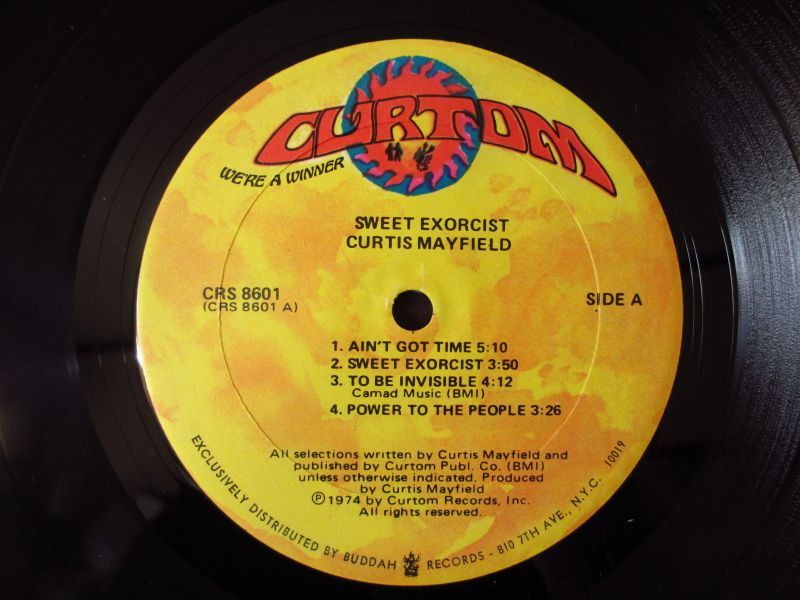 CURTOM
WE'RE A WINNER
SWEET EXORCIST
CURTIS MAYFIELD
CRS 8601
(CRS 8601 A)
SIDE A
1. AIN'T GOT TIME 5:10
2. SWEET EXORCIST 3:50
3. TO BE INVISIBLE 4:12
Camad Music (BMI)
4. POWER TO THE PEOPLE 3:26
All selections written by Curtis Mayfield and
published by Curtom Publ. Co. (BMI)
unless otherwise indicated. Produced
by Curtis Mayfield
Ⓟ1974 by Curtom Records, Inc.
All rights reserved.
EXCLUSIVELY DISTRIBUTED BY BUDDAH RECORDS - 810 7TH AVE., N.Y.C. 10019